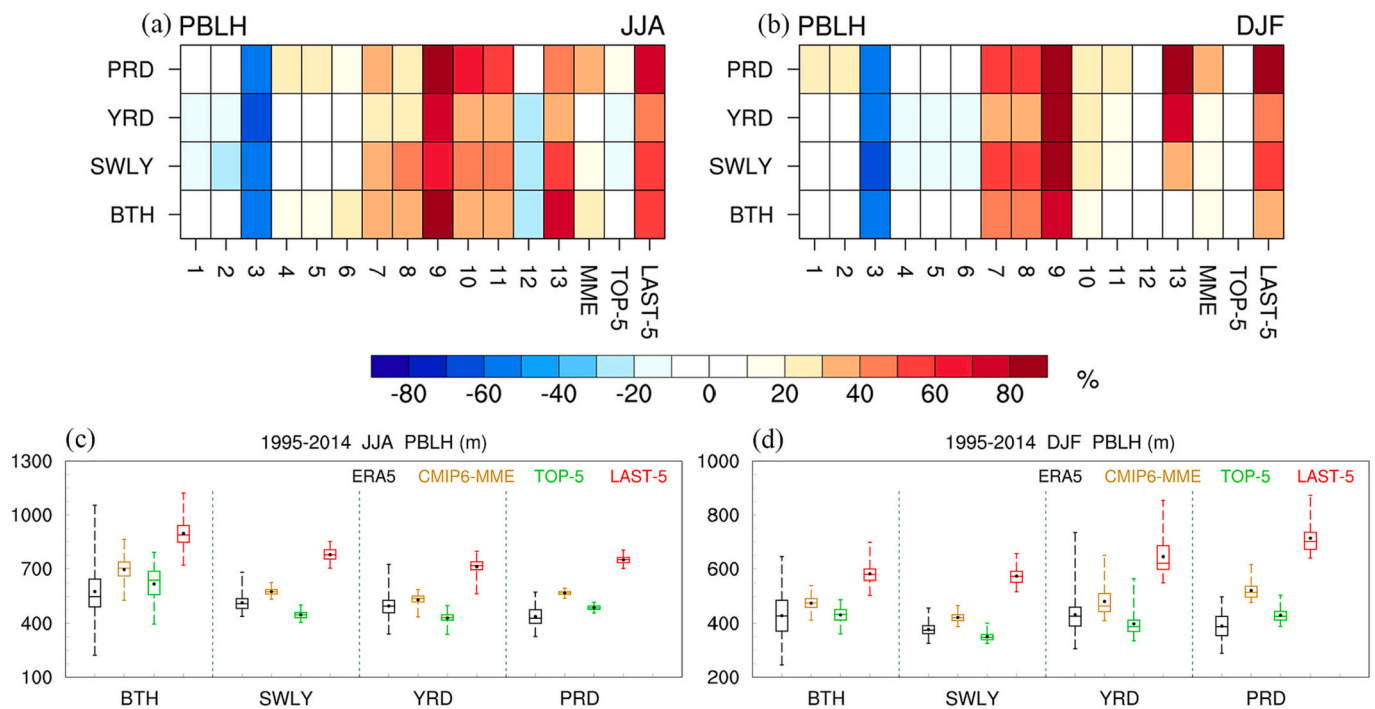 (a) PBLH JJA
PRD
YRD
SWLY
BTH
1 2 3 4 5 6 7 8 9 10 11 12 13 MME TOP-5 LAST-5
(b) PBLH DJF
PRD
YRD
SWLY
BTH
1 2 3 4 5 6 7 8 9 10 11 12 13 MME TOP-5 LAST-5
-80 -60 -40 -20 0 20 40 60 80 %
(c) 1995-2014 JJA PBLH (m)
ERA5 CMIP6-MME TOP-5 LAST-5
1300
1000
700
400
100
BTH SWLY YRD PRD
(d) 1995-2014 DJF PBLH (m)
ERA5 CMIP6-MME TOP-5 LAST-5
1000
800
600
400
200
BTH SWLY YRD PRD